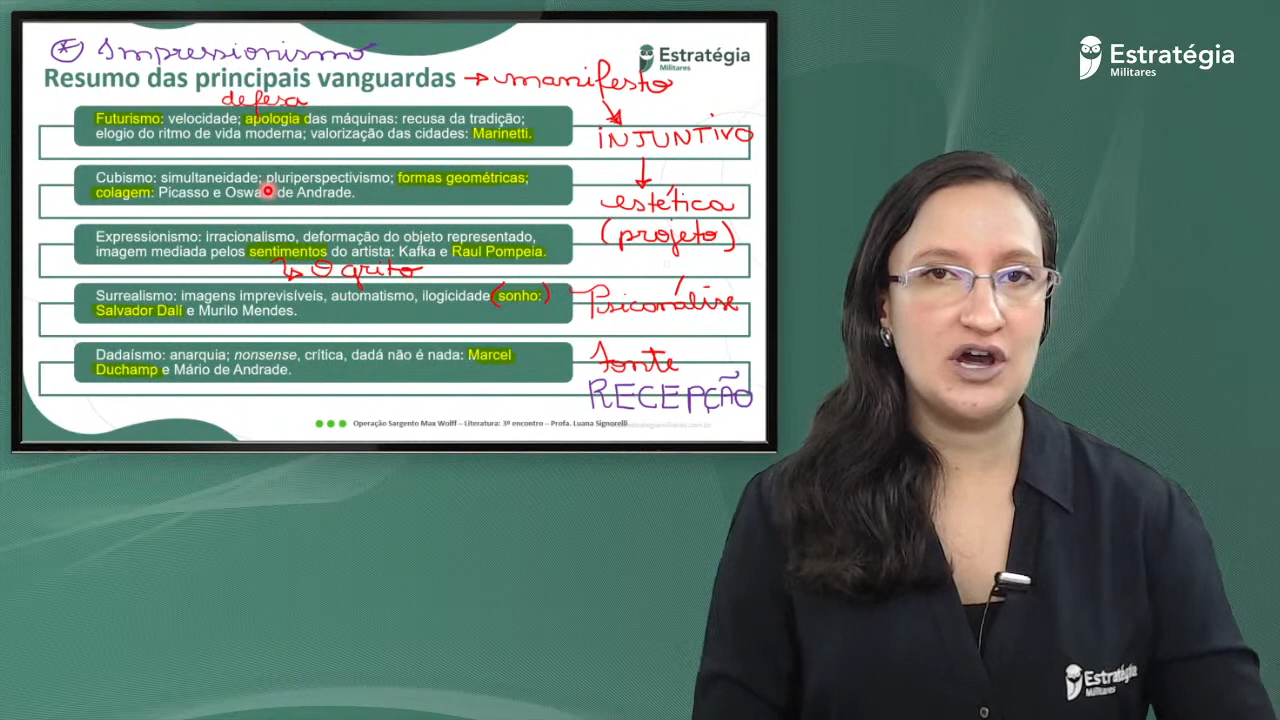 * Impressionismo
Estratégia
Militares
Resumo das principais vanguardas → manifesto
defesa
Futurismo: velocidade; apologia das máquinas: recusa da tradição;
elogio do ritmo de vida moderna; valorização das cidades: Marinetti.
INJUNTIVO
Cubismo: simultaneidade; pluriperspectivismo; formas geométricas;
colagem: Picasso e Oswald de Andrade.
estética
(projeto)
Expressionismo: irracionalismo, deformação do objeto representado,
imagem mediada pelos sentimentos do artista: Kafka e Raul Pompeia.
↳ O grito
Surrealismo: imagens imprevisíveis, automatismo, ilogicidade (sonho:)
Salvador Dalí e Murilo Mendes.
Psicanálise
Dadaísmo: anarquia; nonsense, crítica, dadá não é nada: Marcel
Duchamp e Mário de Andrade.
fonte
RECEPÇÃO
Operação Sargento Max Wolff – Literatura: 3º encontro – Profa. Luana Signorelli
Estratégia
Militares
Estratégia
Militares